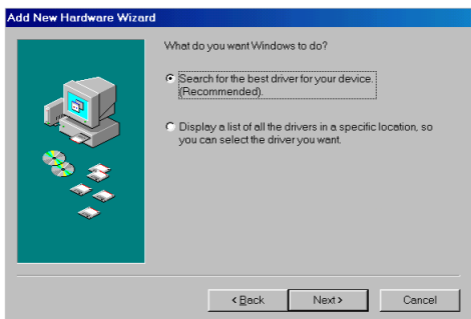 Add New Hardware Wizard
What do you want Windows to do?
Search for the best driver for your device.
(Recommended).
Display a list of all the drivers in a specific location, so
you can select the driver you want.
< Back
Next >
Cancel